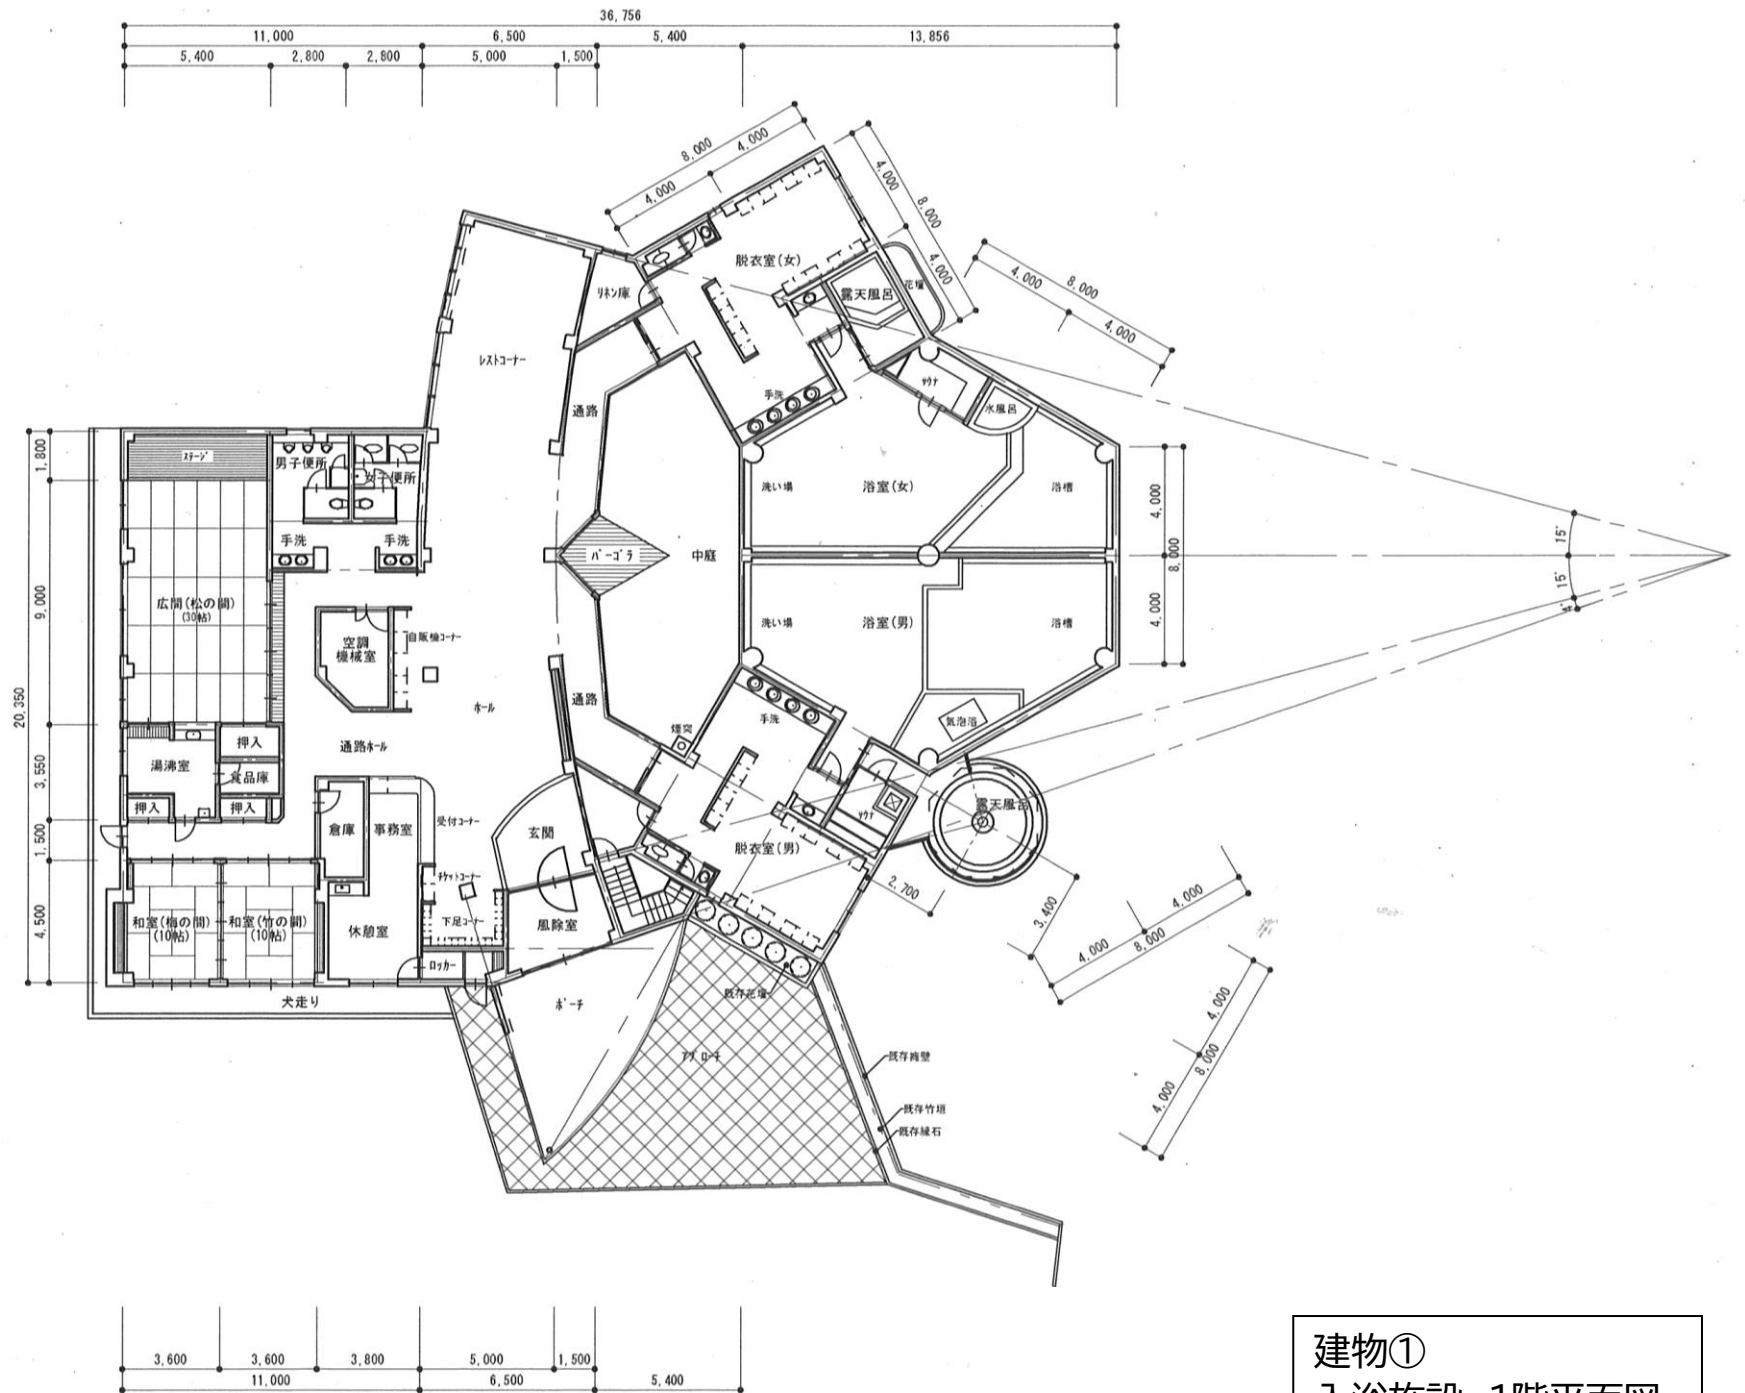 36,756
11,000
6,500
5,400
13,856
5,400
2,800
2,800
5,000
1,500
8,000
4,000
4,000
4,000
8,000
4,000
脱衣室(女)
4,000
8,000
4,000
リネン庫
露天風呂
花壇
レストコーナー
手洗
サウナ
水風呂
通路
ステージ
男子便所
女子便所
洗い場
浴室(女)
浴槽
1,800
4,000
手洗
手洗
パーゴラ
中庭
15°
8,000
15°
4°
広間(松の間)
(30帖)
9,000
空調
機械室
自販機コーナー
洗い場
浴室(男)
浴槽
4,000
20,350
ホール
通路
手洗
気泡浴
煙突
通路ホール
押入
湯沸室
食品庫
3,550
押入
押入
倉庫
事務室
受付コーナー
玄関
露天風呂
サウナ
脱衣室(男)
1,500
チケットコーナー
2,700
4,000
3,400
和室(梅の間)
(10帖)
和室(竹の間)
(10帖)
休憩室
下足コーナー
風除室
4,500
4,000
8,000
ロッカー
既存花壇
犬走り
ポーチ
アプローチ
4,000
8,000
4,000
既存擁壁
既存竹垣
既存縁石
3,600
3,600
3,800
5,000
1,500
11,000
6,500
5,400
建物①
入浴施設 1階平面図